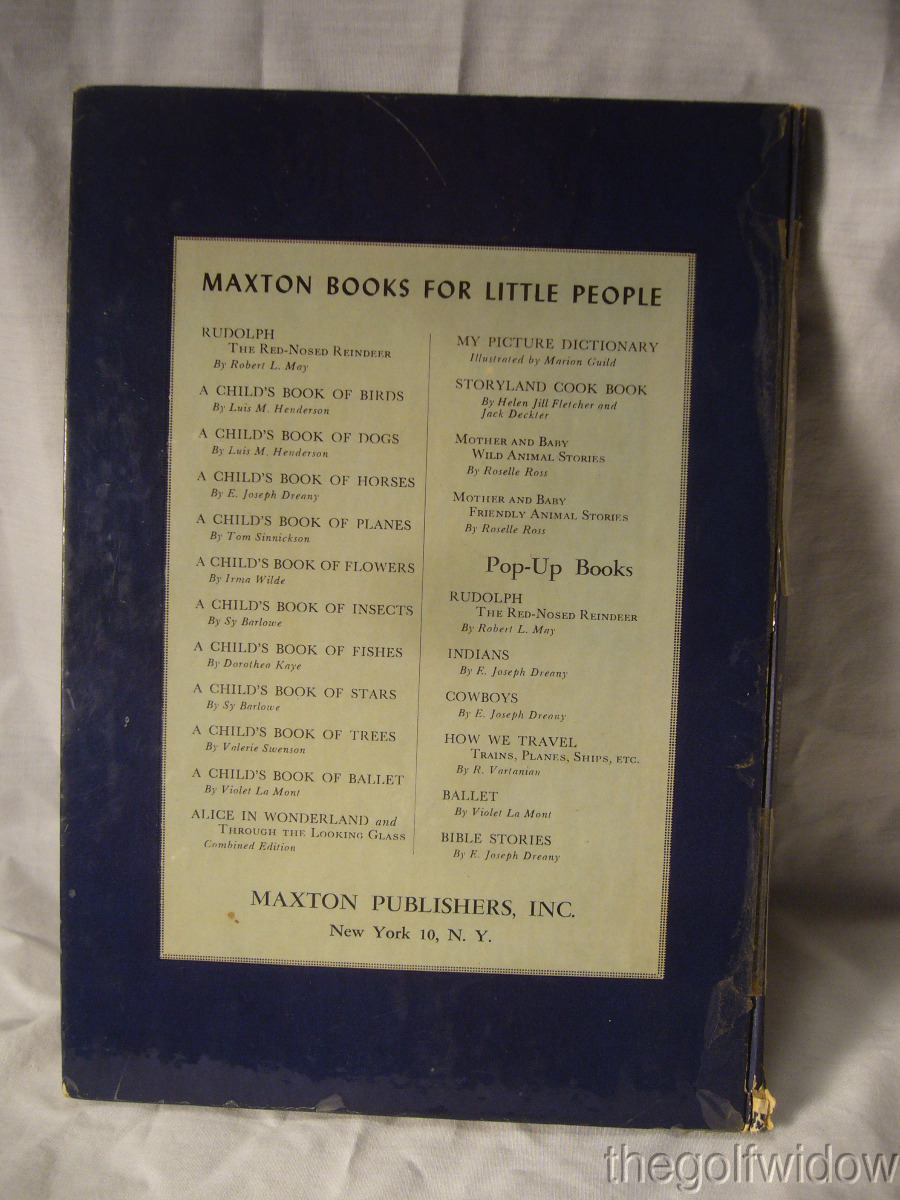 MAXTON BOOKS FOR LITTLE PEOPLE
RUDOLPH
THE RED-NOSED REINDEER
By Robert L. May
A CHILD'S BOOK OF BIRDS
By Luis M. Henderson
A CHILD'S BOOK OF DOGS
By Luis M. Henderson
A CHILD'S BOOK OF HORSES
By E. Joseph Dreany
A CHILD'S BOOK OF PLANES
By Tom Sinnickson
A CHILD'S BOOK OF FLOWERS
By Irma Wilde
A CHILD'S BOOK OF INSECTS
By Sy Barlowe
A CHILD'S BOOK OF FISHES
By Dorothea Kaye
A CHILD'S BOOK OF STARS
By Sy Barlowe
A CHILD'S BOOK OF TREES
By Valerie Swenson
A CHILD'S BOOK OF BALLET
By Violet La Mont
ALICE IN WONDERLAND and
THROUGH THE LOOKING GLASS
Combined Edition
MY PICTURE DICTIONARY
Illustrated by Marion Guild
STORYLAND COOK BOOK
By Helen Jill Fletcher and
Jack Deckter
MOTHER AND BABY
WILD ANIMAL STORIES
By Roselle Ross
MOTHER AND BABY
FRIENDLY ANIMAL STORIES
By Roselle Ross
Pop-Up Books
RUDOLPH
THE RED-NOSED REINDEER
By Robert L. May
INDIANS
By E. Joseph Dreany
COWBOYS
By E. Joseph Dreany
HOW WE TRAVEL
TRAINS, PLANES, SHIPS, ETC.
By R. Vartanian
BALLET
By Violet La Mont
BIBLE STORIES
By E. Joseph Dreany
MAXTON PUBLISHERS, INC.
New York 10, N. Y.
thegolfwidow